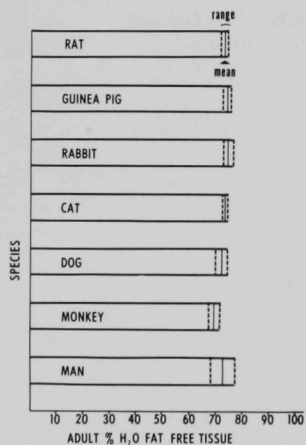 range
RAT
mean
GUINEA PIG
RABBIT
CAT
DOG
MONKEY
MAN
SPECIES
10 20 30 40 50 60 70 80 90 100
ADULT % H₂O FAT FREE TISSUE